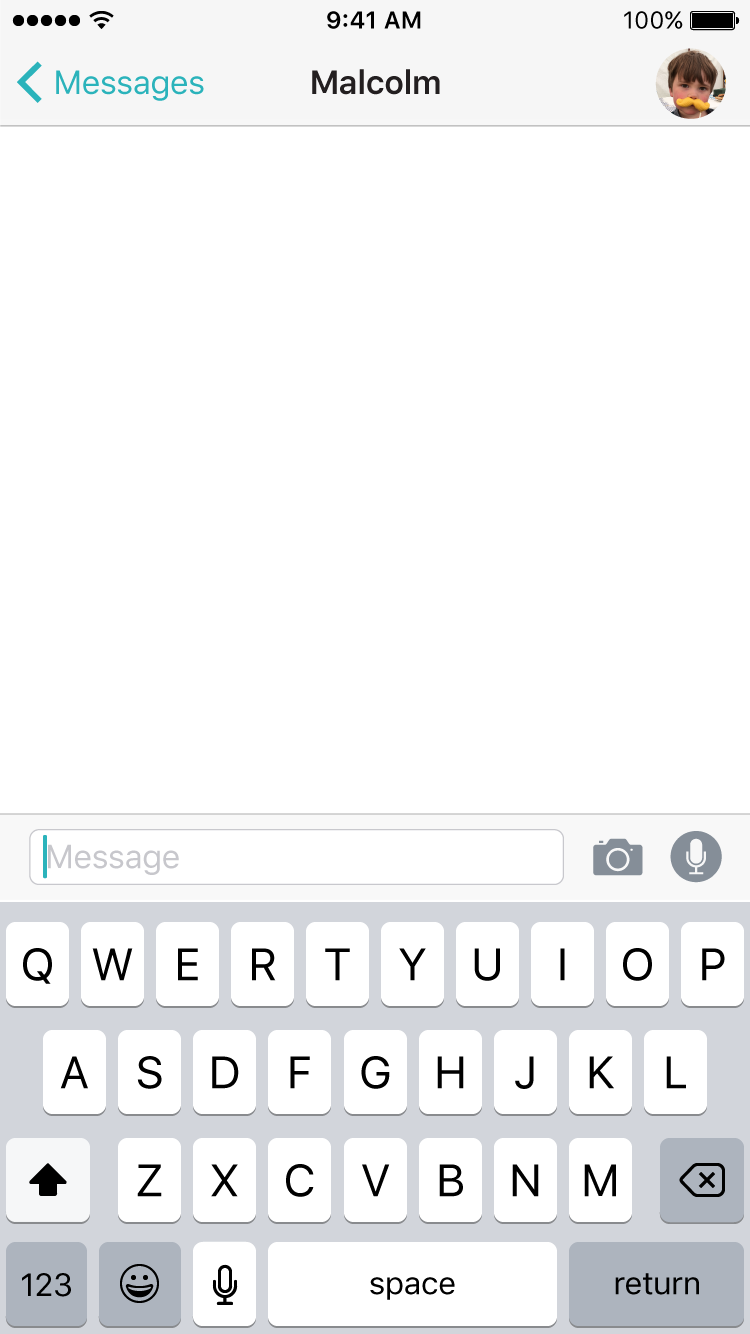 9:41 AM 100%
Messages Malcolm
Message
Q W E R T Y U I O P
A S D F G H J K L
Z X C V B N M
123 space return